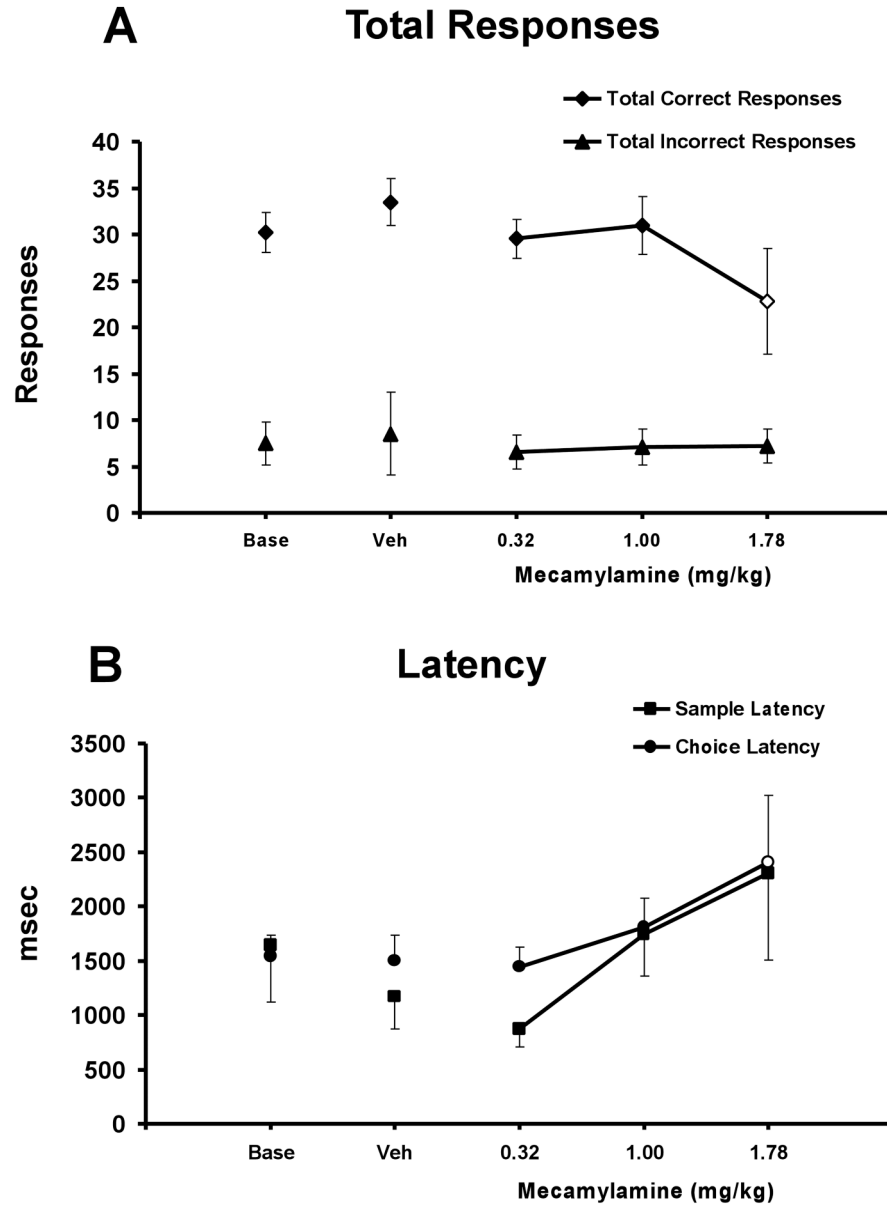 A Total Responses
Total Correct Responses
Total Incorrect Responses
40
35
30
25
20
15
10
5
0
Responses
Base Veh 0.32 1.00 1.78
Mecamylamine (mg/kg)
B Latency
Sample Latency
Choice Latency
3500
3000
2500
2000
1500
1000
500
0
msec
Base Veh 0.32 1.00 1.78
Mecamylamine (mg/kg)